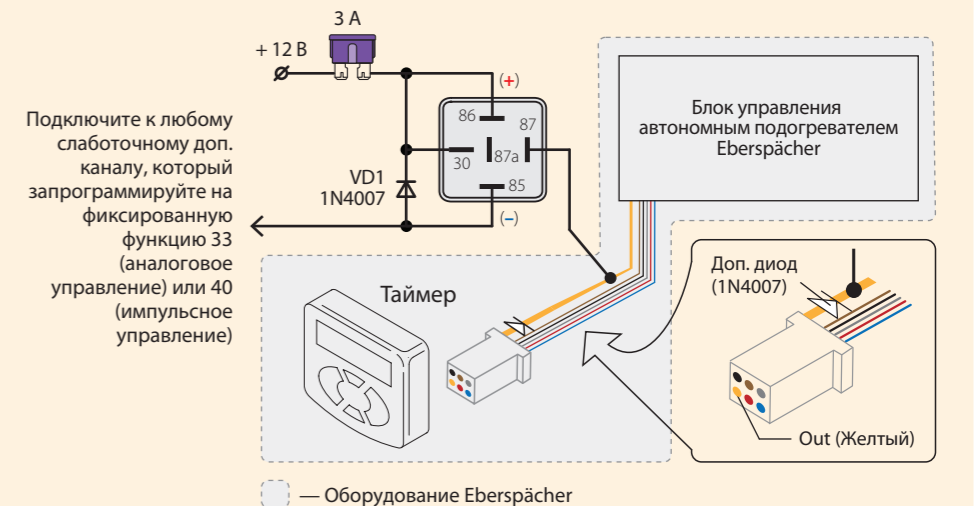 3 А
+ 12 В
(+)
86
87
30
87a
85
(–)
VD1
1N4007
Подключите к любому
слаботочному доп.
каналу, который
запрограммируйте на
фиксированную
функцию 33
(аналоговое
управление) или 40
(импульсное
управление)
Блок управления
автономным подогревателем
Eberspächer
Таймер
Доп. диод
(1N4007)
Out (Желтый)
— Оборудование Eberspächer